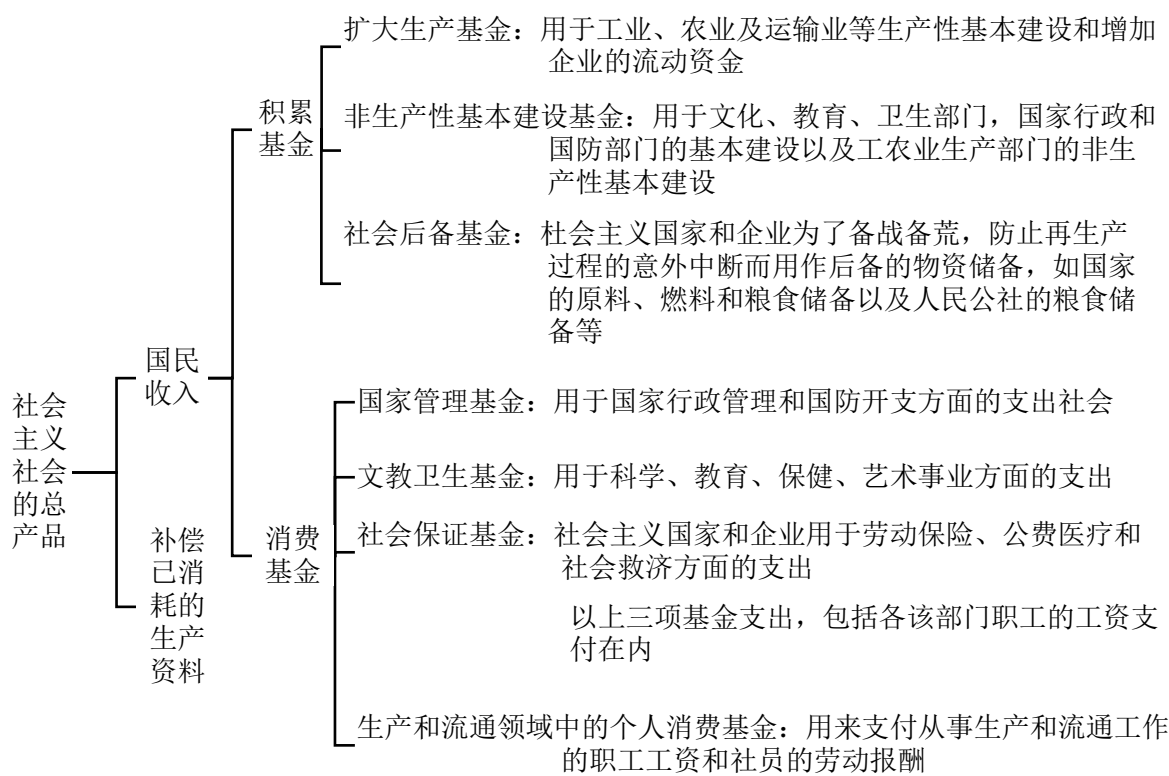 扩大生产基金：用于工业、农业及运输业等生产性基本建设和增加
企业的流动资金
积累
基金
非生产性基本建设基金：用于文化、教育、卫生部门，国家行政和
国防部门的基本建设以及工农业生产部门的非生
产性基本建设
社会后备基金：杜会主义国家和企业为了备战备荒，防止再生产
过程的意外中断而用作后备的物资储备，如国家
的原料、燃料和粮食储备以及人民公社的粮食储
备等
国民
收入
社会
主义
社会
的总
产品
国家管理基金：用于国家行政管理和国防开支方面的支出社会
文教卫生基金：用于科学、教育、保健、艺术事业方面的支出
补偿
已消
耗的
生产
资料
消费
基金
社会保证基金：社会主义国家和企业用于劳动保险、公费医疗和
社会救济方面的支出
以上三项基金支出，包括各该部门职工的工资支
付在内
生产和流通领域中的个人消费基金：用来支付从事生产和流通工作
的职工工资和社员的劳动报酬